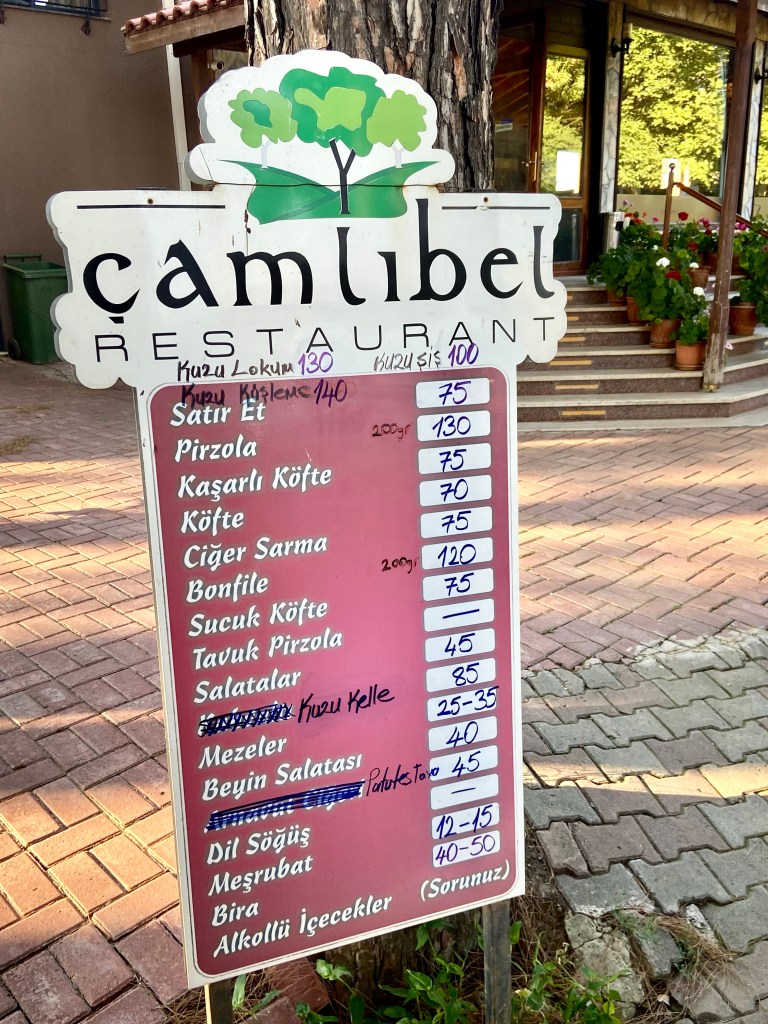 çamlıbel
RESTAURANT
Kuzu Lokum 130 Kuzu şiş 100
Kuzu Küşleme 140
Satır Et 75
Pirzola 200gr 130
Kaşarlı Köfte 75
Köfte 70
Ciğer Sarma 75
Bonfile 200gr 120
Sucuk Köfte 75
Tavuk Pirzola —
Salatalar 45
Kuzu Kelle 85
Mezeler 25-35
Beyin Salatası 40
Patates Tava 45
Dil Söğüş —
Meşrubat 12-15
Bira 40-50
Alkollü İçecekler (Sorunuz)